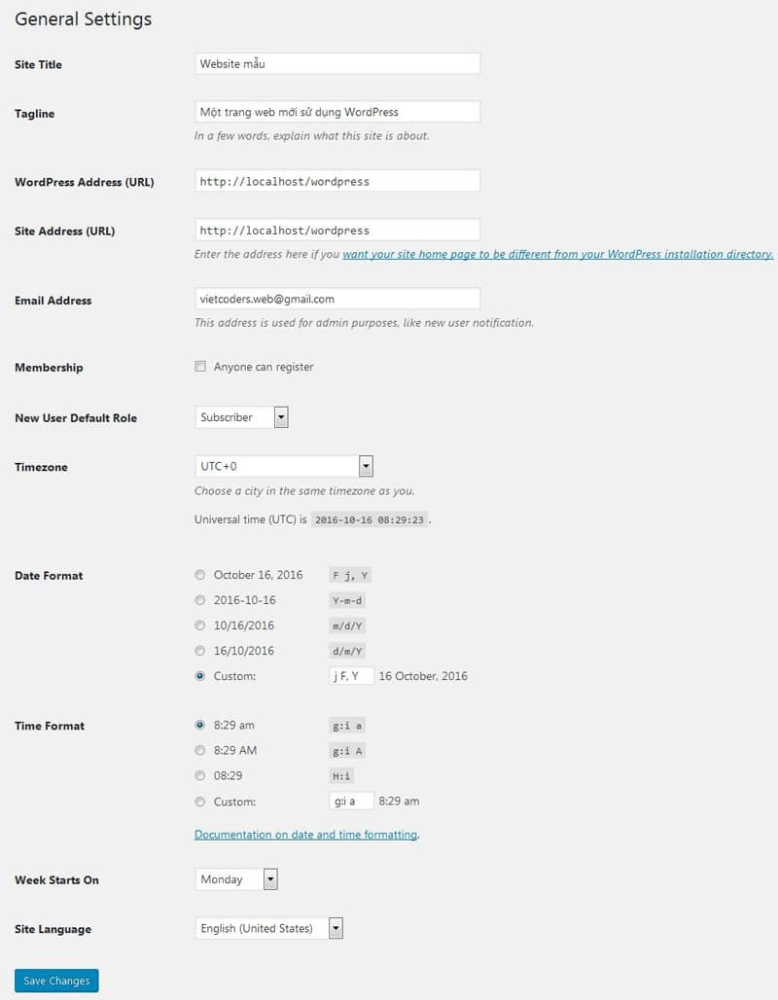 General Settings
Site Title Website mẫu
Tagline Một trang web mới sử dụng WordPress
In a few words, explain what this site is about.
WordPress Address (URL) http://localhost/wordpress
Site Address (URL) http://localhost/wordpress
Enter the address here if you want your site home page to be different from your WordPress installation directory.
Email Address vietcoders.web@gmail.com
This address is used for admin purposes, like new user notification.
Membership Anyone can register
New User Default Role Subscriber
Timezone UTC+0
Choose a city in the same timezone as you.
Universal time (UTC) is 2016-10-16 08:29:23.
Date Format October 16, 2016 F j, Y
2016-10-16 Y-m-d
10/16/2016 m/d/Y
16/10/2016 d/m/Y
Custom: j F, Y 16 October, 2016
Time Format 8:29 am g:i a
8:29 AM g:i A
08:29 H:i
Custom: g:i a 8:29 am
Documentation on date and time formatting.
Week Starts On Monday
Site Language English (United States)
Save Changes